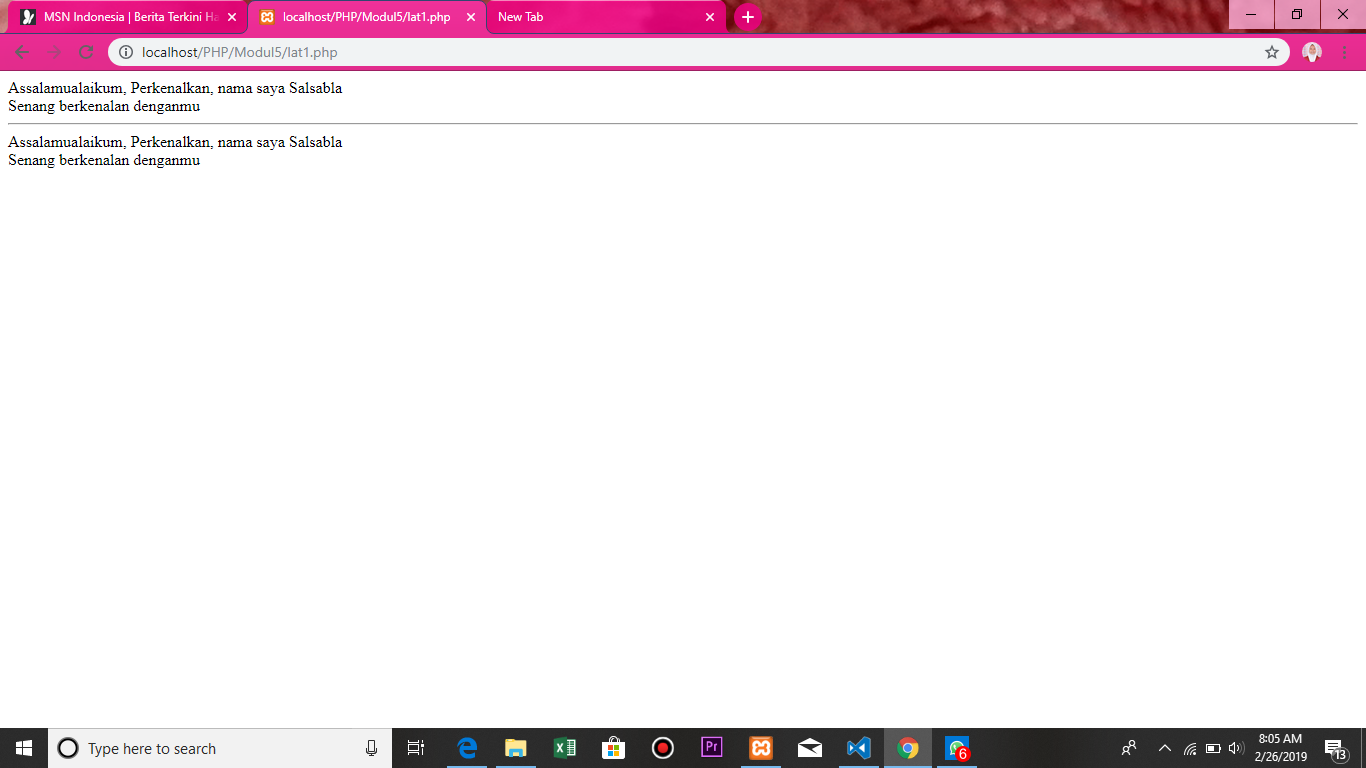 MSN Indonesia | Berita Terkini Ha
localhost/PHP/Modul5/lat1.php
New Tab
localhost/PHP/Modul5/lat1.php
Assalamualaikum, Perkenalkan, nama saya Salsabla
Senang berkenalan denganmu
Assalamualaikum, Perkenalkan, nama saya Salsabla
Senang berkenalan denganmu
Type here to search
Pr
6
8:05 AM
2/26/2019
13